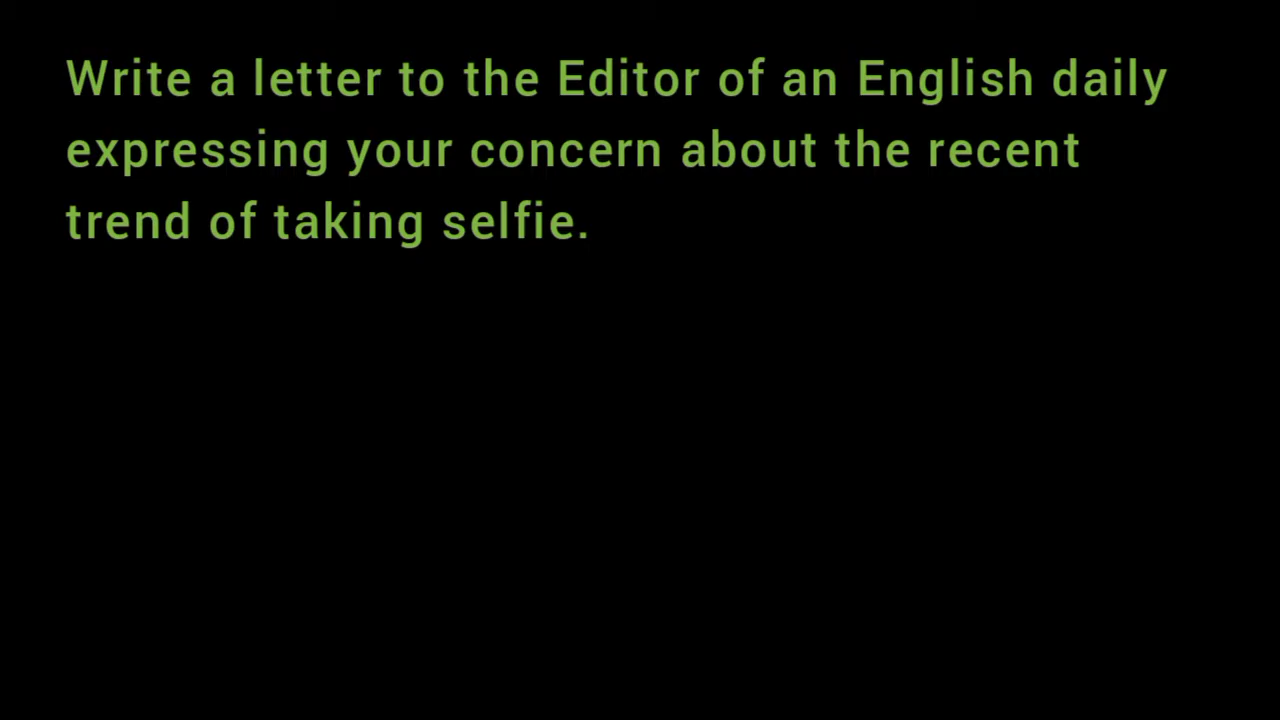 Write a letter to the Editor of an English daily
expressing your concern about the recent
trend of taking selfie.